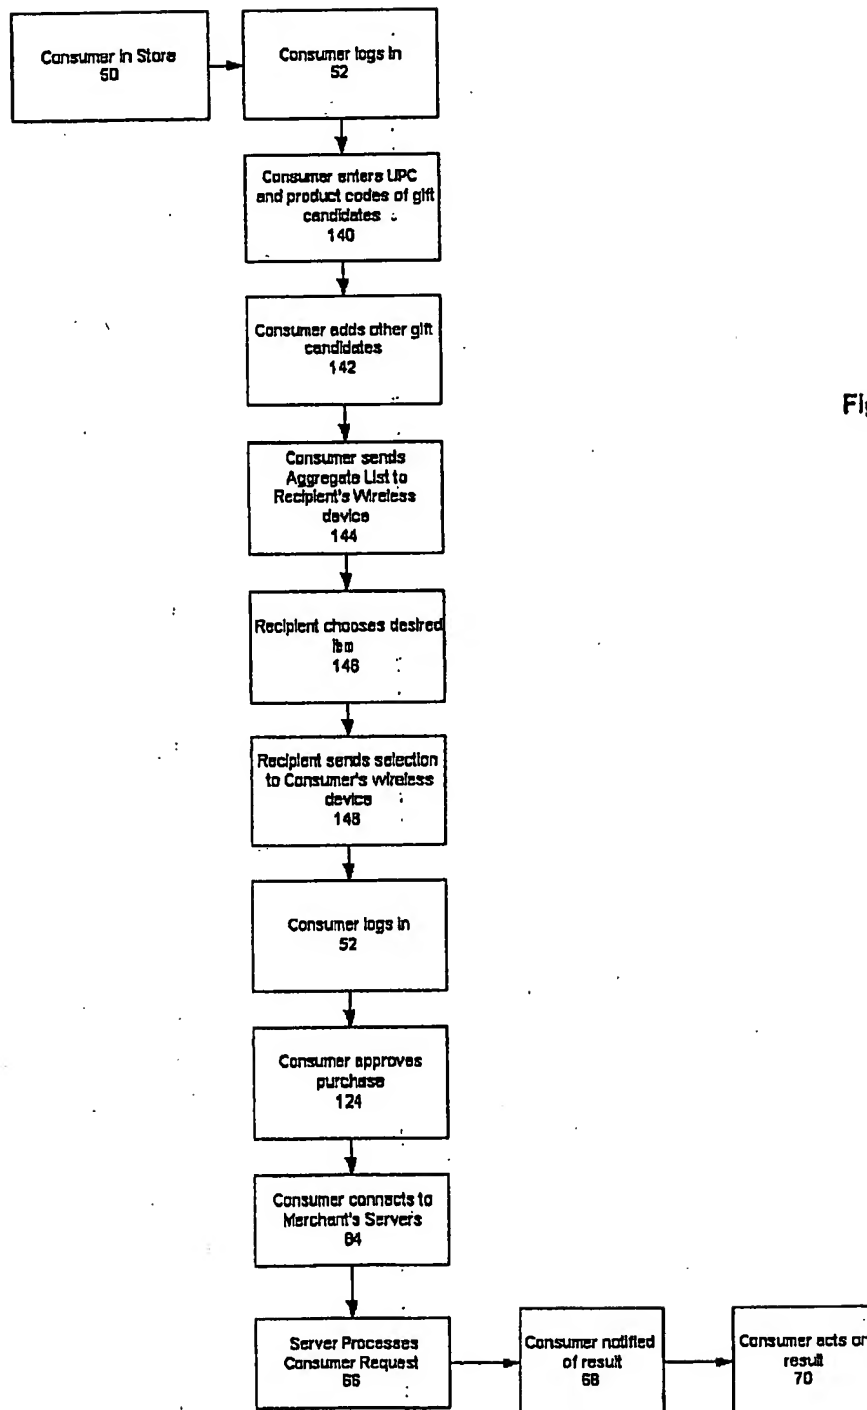 Consumer in Store
50
Consumer logs in
52
Consumer enters UPC
and product codes of gift
candidates
140
Consumer adds other gift
candidates
142
Fig
Consumer sends
Aggregate List to
Recipient's Wireless
device
144
Recipient chooses desired
item
146
Recipient sends selection
to Consumer's wireless
device
148
Consumer logs in
52
Consumer approves
purchase
124
Consumer connects to
Merchant's Servers
64
Server Processes
Consumer Request
66
Consumer notified
of result
68
Consumer acts on
result
70